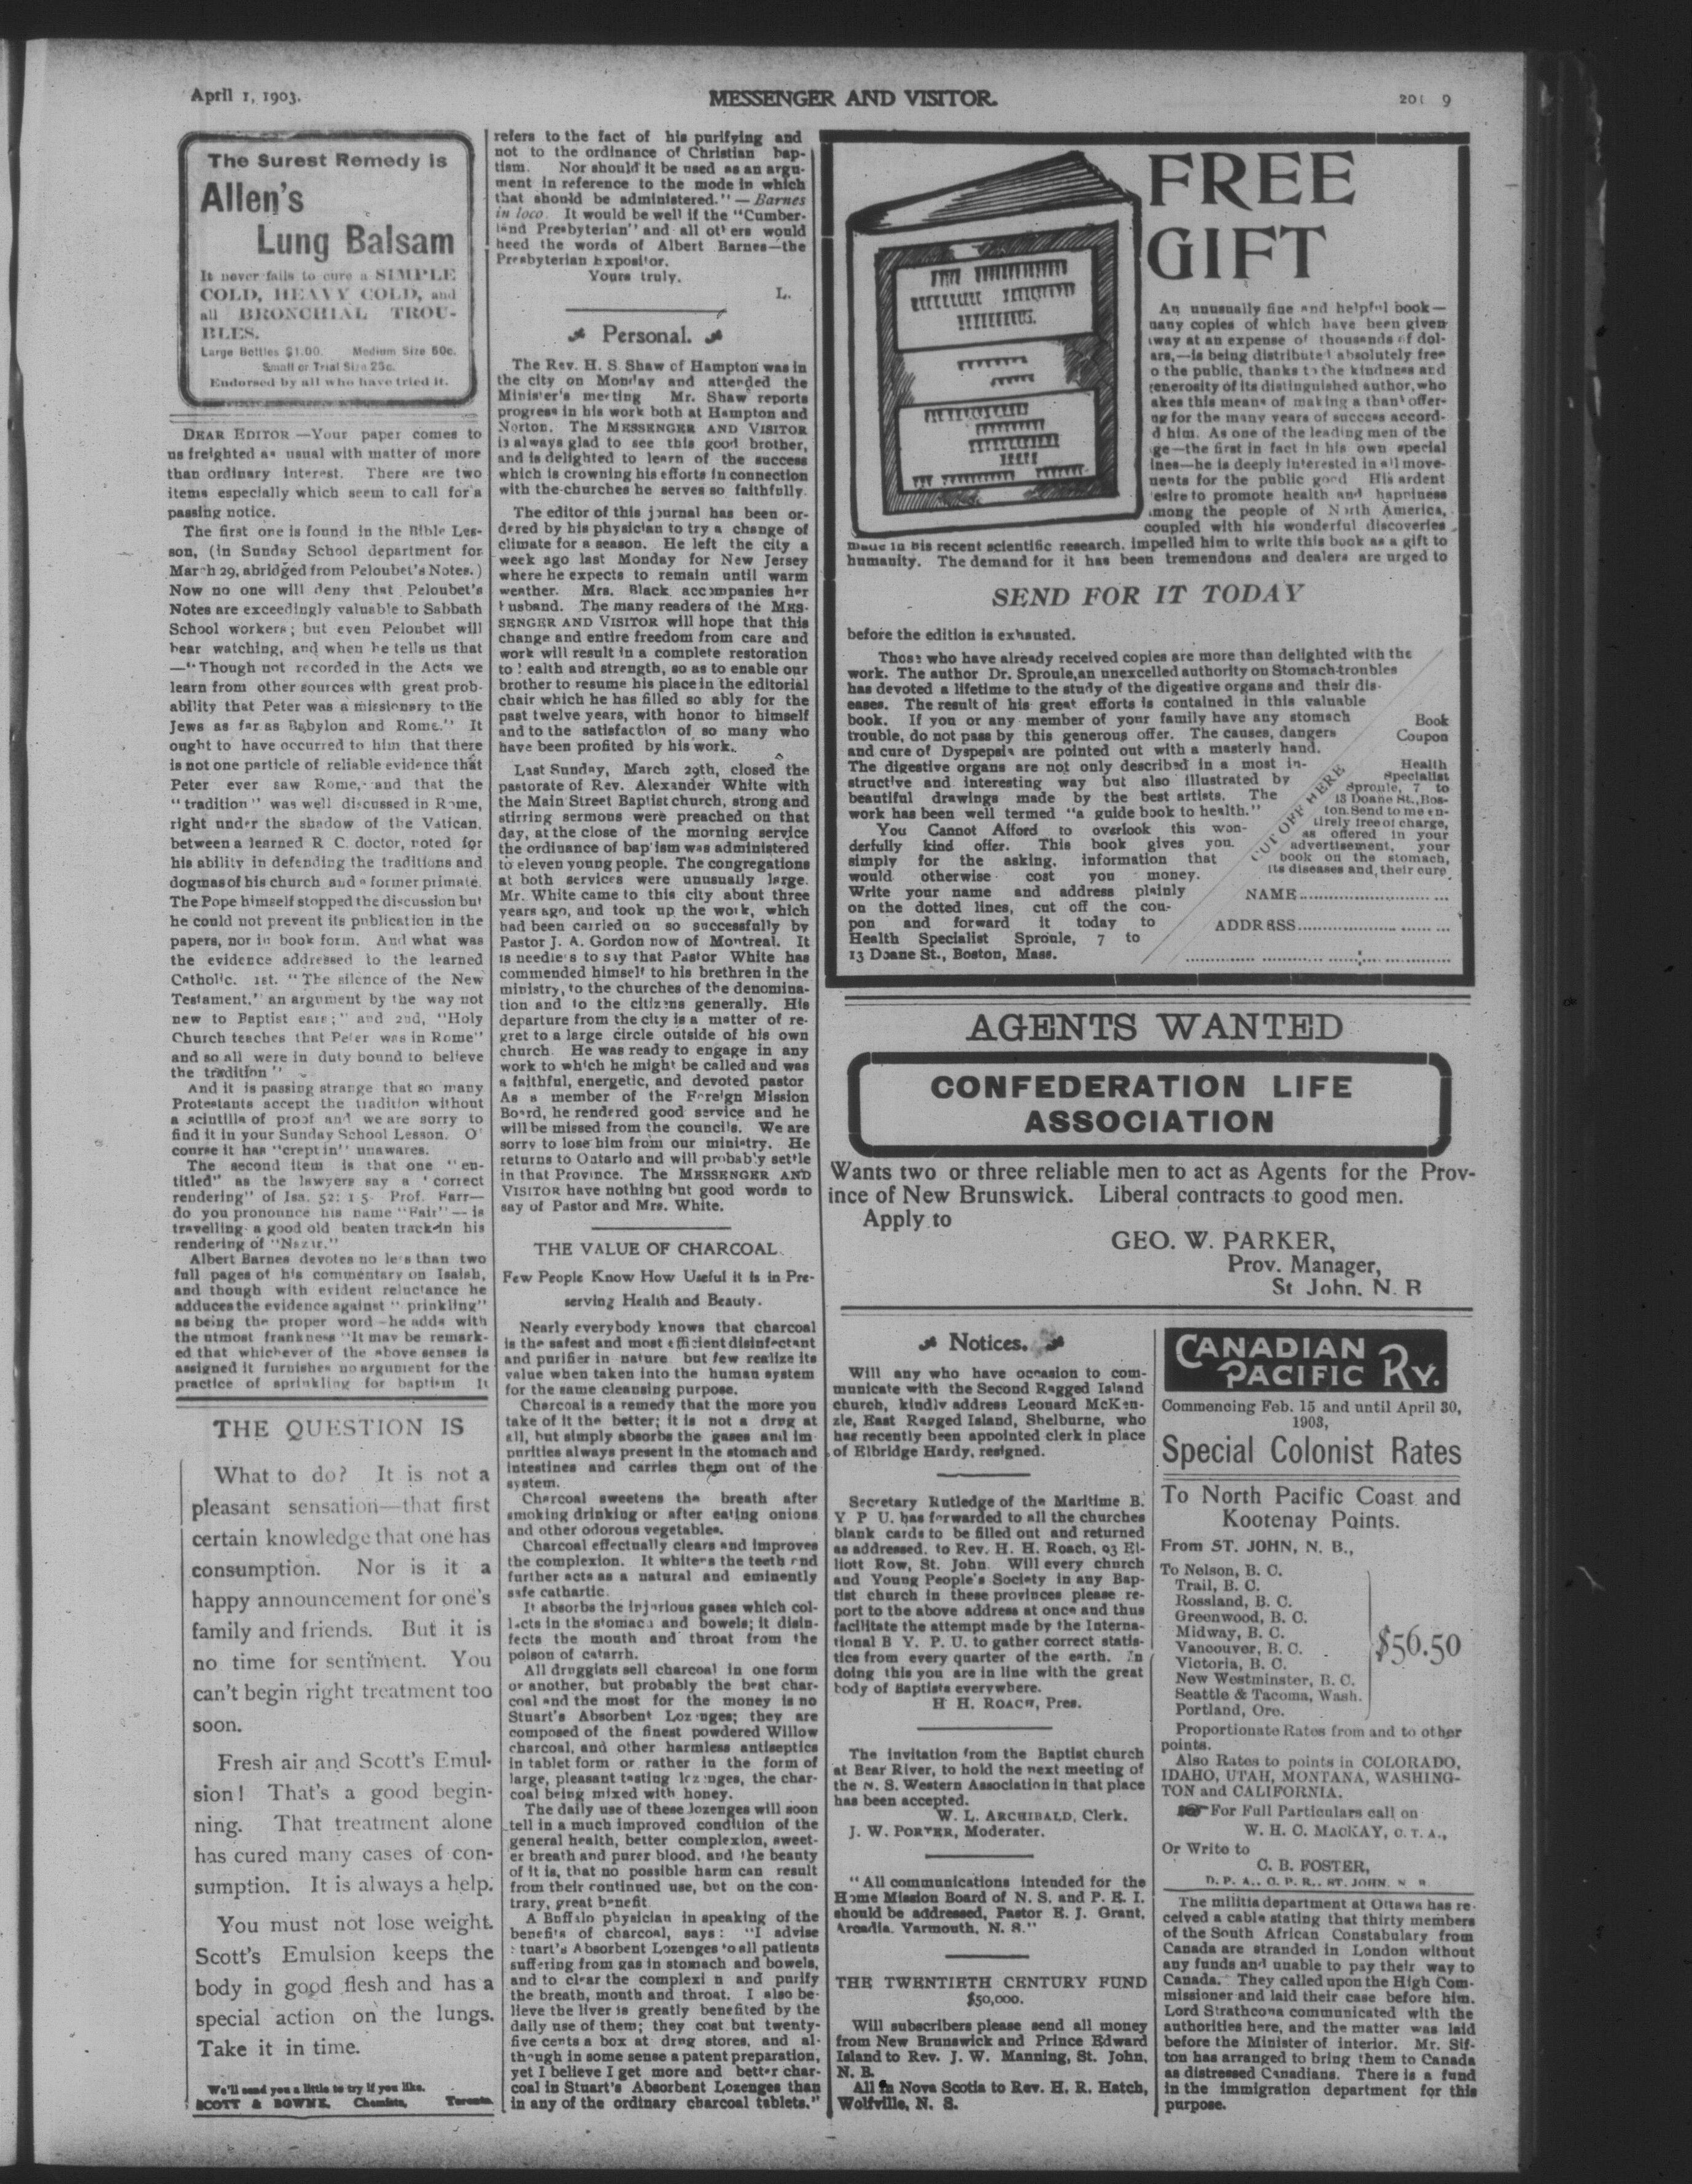 April 1, 1903.
MESSENGER AND VISITOR.
201 9
The Surest Remedy is
Allen's
Lung Balsam
It never fails to cure a SIMPLE
COLD, HEAVY COLD, and
all BRONCHIAL TROU-
BLES.
Large Bottles $1.00. Medium Size 50c.
Small or Trial Size 25c.
Endorsed by all who have tried it.
DEAR EDITOR—Your paper comes to
us freighted as usual with matter of more
than ordinary interest. There are two
items especially which seem to call for a
passing notice.
The first one is found in the Bible Les-
son, (in Sunday School department for
March 29, abridged from Peloubet's Notes.)
Now no one will deny that Peloubet's
Notes are exceedingly valuable to Sabbath
School workers; but even Peloubet will
bear watching, and when he tells us that
—"Though not recorded in the Acts we
learn from other sources with great prob-
ability that Peter was a missionary to the
Jews as far as Babylon and Rome." It
ought to have occurred to him that there
is not one particle of reliable evidence that
Peter ever saw Rome, and that the
"tradition" was well discussed in Rome,
right under the shadow of the Vatican,
between a learned R C. doctor, noted for
his ability in defending the traditions and
dogmas of his church and a former primate.
The Pope himself stopped the discussion but
he could not prevent its publication in the
papers, nor in book form. And what was
the evidence addressed to the learned
Catholic. 1st. "The silence of the New
Testament,' an argument by the way not
new to Baptist ears;" and 2nd, "Holy
Church teaches that Peter was in Rome"
and so all were in duty bound to believe
the tradition"
And it is passing strange that so many
Protestants accept the tradition without
a scintilla of proof and we are sorry to
find it in your Sunday School Lesson. O'
course it has "crept in" unawares.
The second item is that one "en-
titled" as the lawyers say a 'correct
rendering" of Isa. 52: 15. Prof. Farr—
do you pronounce his name "Fair"—is
travelling a good old beaten track in his
rendering of "Nazir."
Albert Barnes devotes no less than two
full pages of his commentary on Isaiah,
and though with evident reluctance he
adduces the evidence against "prinkling"
as being the proper word—he adds with
the utmost frankness "It may be remark-
ed that whichever of the above senses is
assigned it furnishes no argument for the
practice of sprinkling for baptism It
THE QUESTION IS
What to do? It is not a
pleasant sensation—that first
certain knowledge that one has
consumption. Nor is it a
happy announcement for one's
family and friends. But it is
no time for sentiment. You
can't begin right treatment too
soon.
Fresh air and Scott's Emul-
sion! That's a good begin-
ning. That treatment alone
has cured many cases of con-
sumption. It is always a help.
You must not lose weight.
Scott's Emulsion keeps the
body in good flesh and has a
special action on the lungs.
Take it in time.
We'll send you a little to try if you like.
SCOTT & BOWNE, Chemists, Toronto.
refers to the fact of his purifying and
not to the ordinance of Christian bap-
tism. Nor should it be used as an argu-
ment in reference to the mode in which
that should be administered."—Barnes
in loco. It would be well if the "Cumber-
land Presbyterian" and all others would
heed the words of Albert Barnes—the
Presbyterian Expositor.
Yours truly.
L.
Personal.
The Rev. H. S. Shaw of Hampton was in
the city on Monday and attended the
Minister's meeting Mr. Shaw reports
progress in his work both at Hampton and
Norton. The MESSENGER AND VISITOR
is always glad to see this good brother,
and is delighted to learn of the success
which is crowning his efforts in connection
with the churches he serves so faithfully.
The editor of this journal has been or-
dered by his physician to try a change of
climate for a season. He left the city a
week ago last Monday for New Jersey
where he expects to remain until warm
weather. Mrs. Black accompanies her
husband. The many readers of the MES-
SENGER AND VISITOR will hope that this
change and entire freedom from care and
work will result in a complete restoration
to health and strength, so as to enable our
brother to resume his place in the editorial
chair which he has filled so ably for the
past twelve years, with honor to himself
and to the satisfaction of so many who
have been profited by his work.
Last Sunday, March 29th, closed the
pastorate of Rev. Alexander White with
the Main Street Baptist church, strong and
stirring sermons were preached on that
day, at the close of the morning service
the ordinance of baptism was administered
to eleven young people. The congregations
at both services were unusually large.
Mr. White came to this city about three
years ago, and took up the work, which
had been carried on so successfully by
Pastor J. A. Gordon now of Montreal. It
is needless to say that Pastor White has
commended himself to his brethren in the
ministry, to the churches of the denomina-
tion and to the citizens generally. His
departure from the city is a matter of re-
gret to a large circle outside of his own
church. He was ready to engage in any
work to which he might be called and was
a faithful, energetic, and devoted pastor
As a member of the Foreign Mission
Board, he rendered good service and he
will be missed from the councils. We are
sorry to lose him from our ministry. He
returns to Ontario and will probably settle
in that Province. The MESSENGER AND
VISITOR have nothing but good words to
say of Pastor and Mrs. White.
THE VALUE OF CHARCOAL.
Few People Know How Useful it Is in Pre-
serving Health and Beauty.
Nearly everybody knows that charcoal
is the safest and most efficient disinfectant
and purifier in nature but few realize its
value when taken into the human system
for the same cleansing purpose.
Charcoal is a remedy that the more you
take of it the better; it is not a drug at
all, but simply absorbs the gases and im-
purities always present in the stomach and
intestines and carries them out of the
system.
Charcoal sweetens the breath after
smoking drinking or after eating onions
and other odorous vegetables.
Charcoal effectually clears and improves
the complexion. It whitens the teeth and
further acts as a natural and eminently
safe cathartic.
It absorbs the injurious gases which col-
lects in the stomach and bowels; it disin-
fects the mouth and throat from the
poison of catarrh.
All druggists sell charcoal in one form
or another, but probably the best char-
coal and the most for the money is no
Stuart's Absorbent Lozenges; they are
composed of the finest powdered Willow
charcoal, and other harmless antiseptics
in tablet form or rather in the form of
large, pleasant tasting lozenges, the char-
coal being mixed with honey.
The daily use of these lozenges will soon
tell in a much improved condition of the
general health, better complexion, sweet-
er breath and purer blood, and the beauty
of it is, that no possible harm can result
from their continued use, but on the con-
trary, great benefit.
A Buffalo physician in speaking of the
benefits of charcoal, says: "I advise
Stuart's Absorbent Lozenges to all patients
suffering from gas in stomach and bowels,
and to clear the complexi n and purify
the breath, mouth and throat. I also be-
lieve the liver is greatly benefited by the
daily use of them; they cost but twenty-
five cents a box at drug stores, and al-
though in some sense a patent preparation,
yet I believe I get more and better char-
coal in Stuart's Absorbent Lozenges than
in any of the ordinary charcoal tablets."
FREE
GIFT
An unusually fine and helpful book—
nany copies of which have been given
way at an expense of thousands of dol-
ars,—is being distributed absolutely free
o the public, thanks to the kindness and
generosity of its distinguished author, who
akes this means of making a thank offer-
ng for the many years of success accord-
d him. As one of the leading men of the
ge—the first in fact in his own special
ines—he is deeply interested in all move-
nents for the public good His ardent
esire to promote health and happiness
among the people of North America,
coupled with his wonderful discoveries
made in his recent scientific research, impelled him to write this book as a gift to
humanity. The demand for it has been tremendous and dealers are urged to
SEND FOR IT TODAY
before the edition is exhausted.
Those who have already received copies are more than delighted with the
work. The author Dr. Sproule, an unexcelled authority on Stomach troubles
has devoted a lifetime to the study of the digestive organs and their dis-
eases. The result of his great efforts is contained in this valuable
book. If you or any member of your family have any stomach
trouble, do not pass by this generous offer. The causes, dangers
and cure of Dyspepsia are pointed out with a masterly hand.
The digestive organs are not only described in a most in-
structive and interesting way but also illustrated by
beautiful drawings made by the best artists. The
work has been well termed "a guide book to health."
You Cannot Afford to overlook this won-
derfully kind offer. This book gives you.
simply for the asking, information that
would otherwise cost you money.
Write your name and address plainly
on the dotted lines, cut off the cou-
pon and forward it today to
Health Specialist Sproule, 7 to
13 Doane St., Boston, Mass.
CUT OFF HERE
Book
Coupon
Health
Specialist
Sproule, 7 to
13 Doane St., Bos-
ton. Send to me en-
tirely free of charge,
as offered in your
advertisement, your
book on the stomach,
its diseases and, their cure
NAME
ADDRSSS
AGENTS WANTED
CONFEDERATION LIFE
ASSOCIATION
Wants two or three reliable men to act as Agents for the Prov-
ince of New Brunswick. Liberal contracts to good men.
Apply to
GEO. W. PARKER,
Prov. Manager,
St John, N. B
Notices.
Will any who have occasion to com-
municate with the Second Ragged Island
church, kindly address Leonard McKen-
zie, East Ragged Island, Shelburne, who
has recently been appointed clerk in place
of Elbridge Hardy, resigned.
Secretary Rutledge of the Maritime B.
Y P U. has forwarded to all the churches
blank cards to be filled out and returned
as addressed, to Rev. H. H. Roach, 93 El-
liott Row, St. John. Will every church
and Young People's Society in any Bap-
tist church in these provinces please re-
port to the above address at once and thus
facilitate the attempt made by the Interna-
tional B Y. P. U. to gather correct statis-
tics from every quarter of the earth. In
doing this you are in line with the great
body of Baptists everywhere.
H H. ROACH, Pres.
The invitation from the Baptist church
at Bear River, to hold the next meeting of
the N. S. Western Association in that place
has been accepted.
W. L. ARCHIBALD, Clerk.
J. W. PORTER, Moderater.
"All communications intended for the
Home Mission Board of N. S. and P. E. I.
should be addressed, Pastor E. J. Grant,
Arcadia, Yarmouth, N. S."
THE TWENTIETH CENTURY FUND
$50,000.
Will subscribers please send all money
from New Brunswick and Prince Edward
Island to Rev. J. W. Manning, St. John,
N. B.
All in Nova Scotia to Rev. H. R. Hatch,
Wolfville, N. S.
CANADIAN
PACIFIC RY.
Commencing Feb. 15 and until April 30,
1903,
Special Colonist Rates
To North Pacific Coast and
Kootenay Points.
From ST. JOHN, N. B.,
To Nelson, B. C.
Trail, B. C.
Rossland, B. C.
Greenwood, B. C.
Midway, B. C.
Vancouver, B. C.
Victoria, B. C.
New Westminster, B. C.
Seattle & Tacoma, Wash.
Portland, Ore.
$56.50
Proportionate Rates from and to other
points.
Also Rates to points in COLORADO,
IDAHO, UTAH, MONTANA, WASHING-
TON and CALIFORNIA.
For Full Particulars call on
W. H. C. MACKAY, C. T. A.,
Or Write to
C. B. FOSTER,
D. P. A., C. P. R., ST. JOHN, N B
The militia department at Ottawa has re-
ceived a cable stating that thirty members
of the South African Constabulary from
Canada are stranded in London without
any funds and unable to pay their way to
Canada. They called upon the High Com-
missioner and laid their case before him.
Lord Strathcona communicated with the
authorities here, and the matter was laid
before the Minister of interior. Mr. Sif-
ton has arranged to bring them to Canada
as distressed Canadians. There is a fund
in the immigration department for this
purpose.